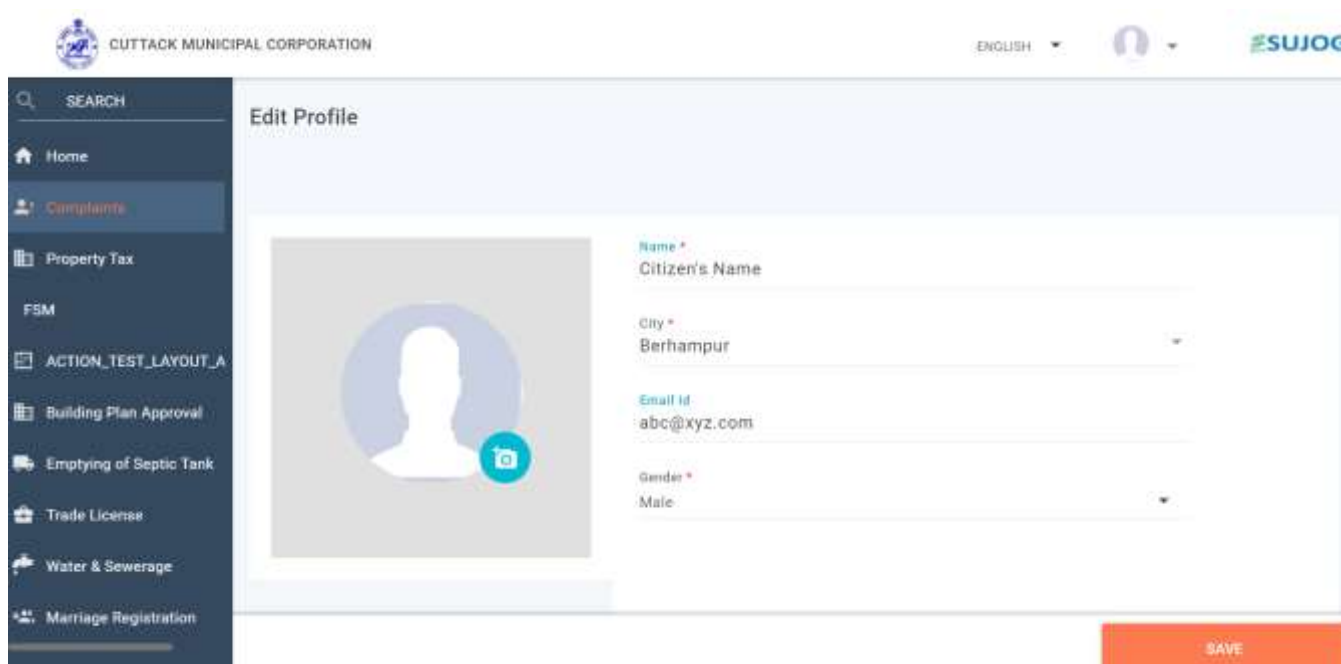 CUTTACK MUNICIPAL CORPORATION
ENGLISH
SUJOG
SEARCH
Edit Profile
Home
Complaints
Property Tax
FSM
ACTION_TEST_LAYOUT_A
Building Plan Approval
Emptying of Septic Tank
Trade License
Water & Sewerage
Marriage Registration
Name *
Citizen's Name
City *
Berhampur
Email Id
abc@xyz.com
Gender *
Male
SAVE